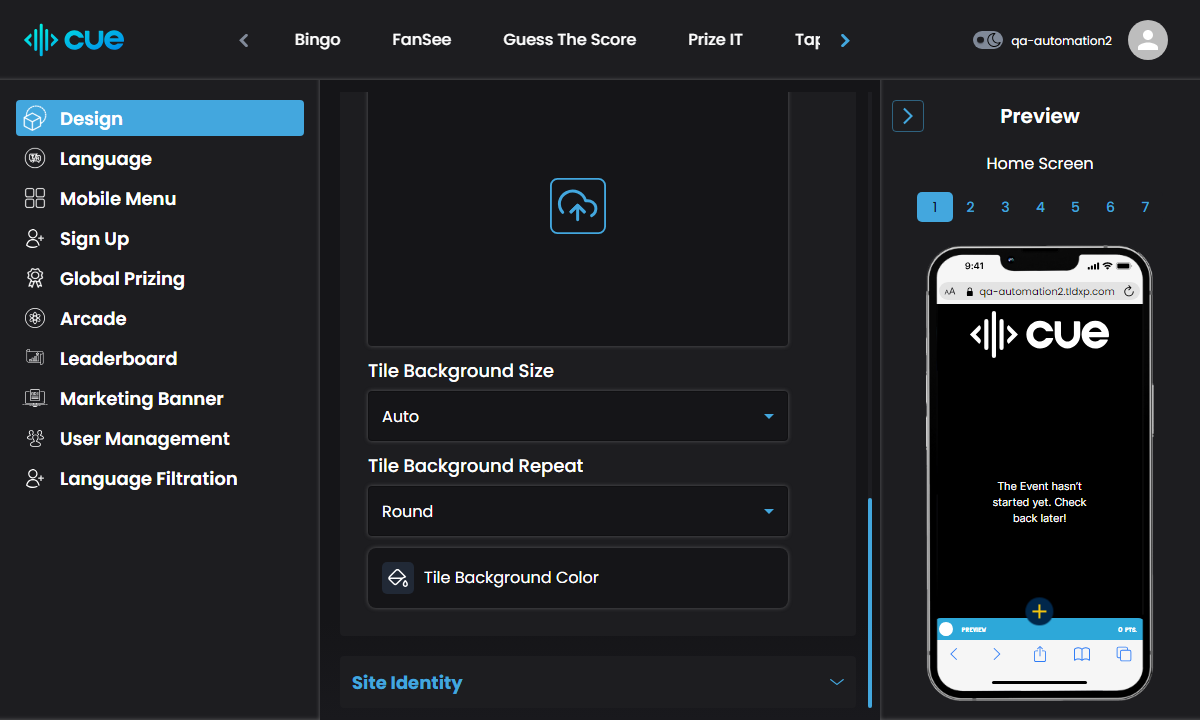 cue
Bingo
FanSee
Guess The Score
Prize IT
Tap
qa-automation2
Design
Language
Mobile Menu
Sign Up
Global Prizing
Arcade
Leaderboard
Marketing Banner
User Management
Language Filtration
Tile Background Size
Auto
Tile Background Repeat
Round
Tile Background Color
Site Identity
Preview
Home Screen
1 2 3 4 5 6 7
9:41
AA qa-automation2.tldxp.com
cue
The Event hasn't
started yet. Check
back later!
PREVIEW 0 PTS.